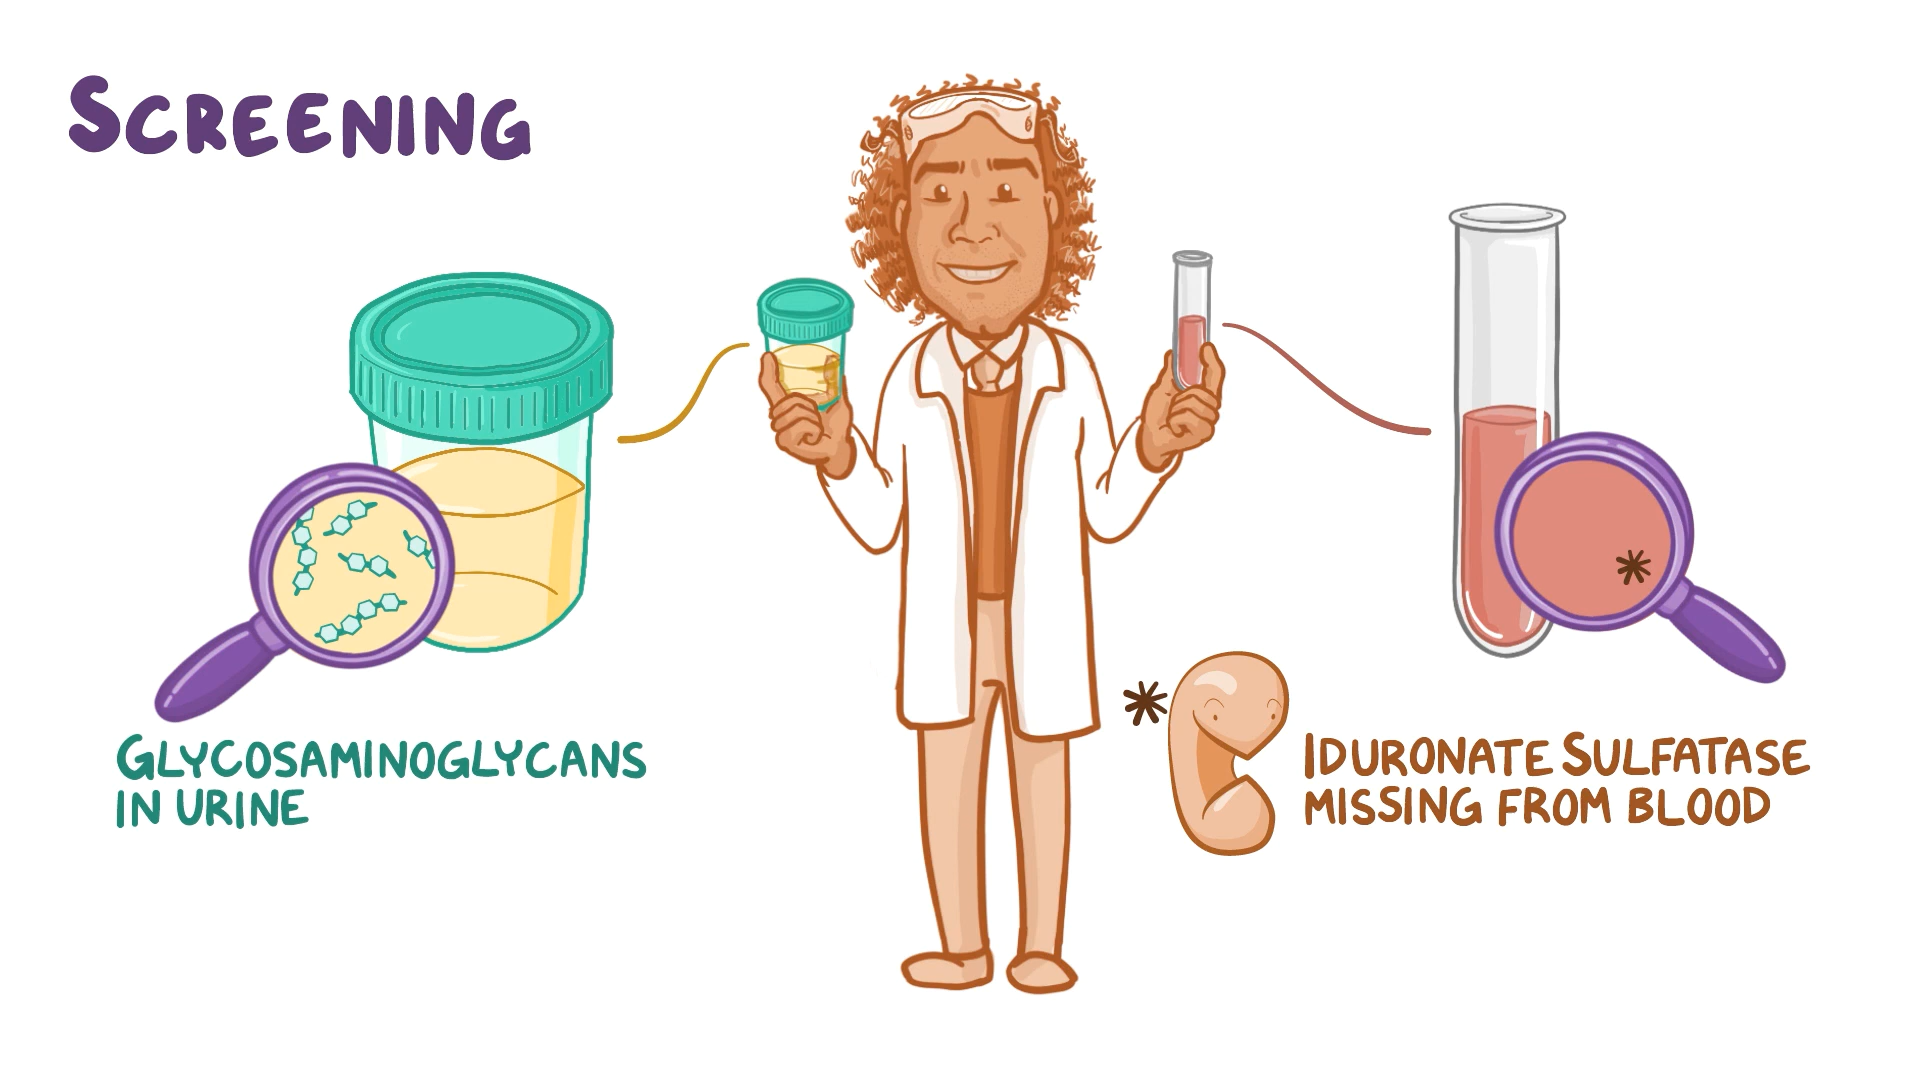 SCREENING
GLYCOSAMINOGLYCANS
IN URINE
* IDURONATE SULFATASE
MISSING FROM BLOOD